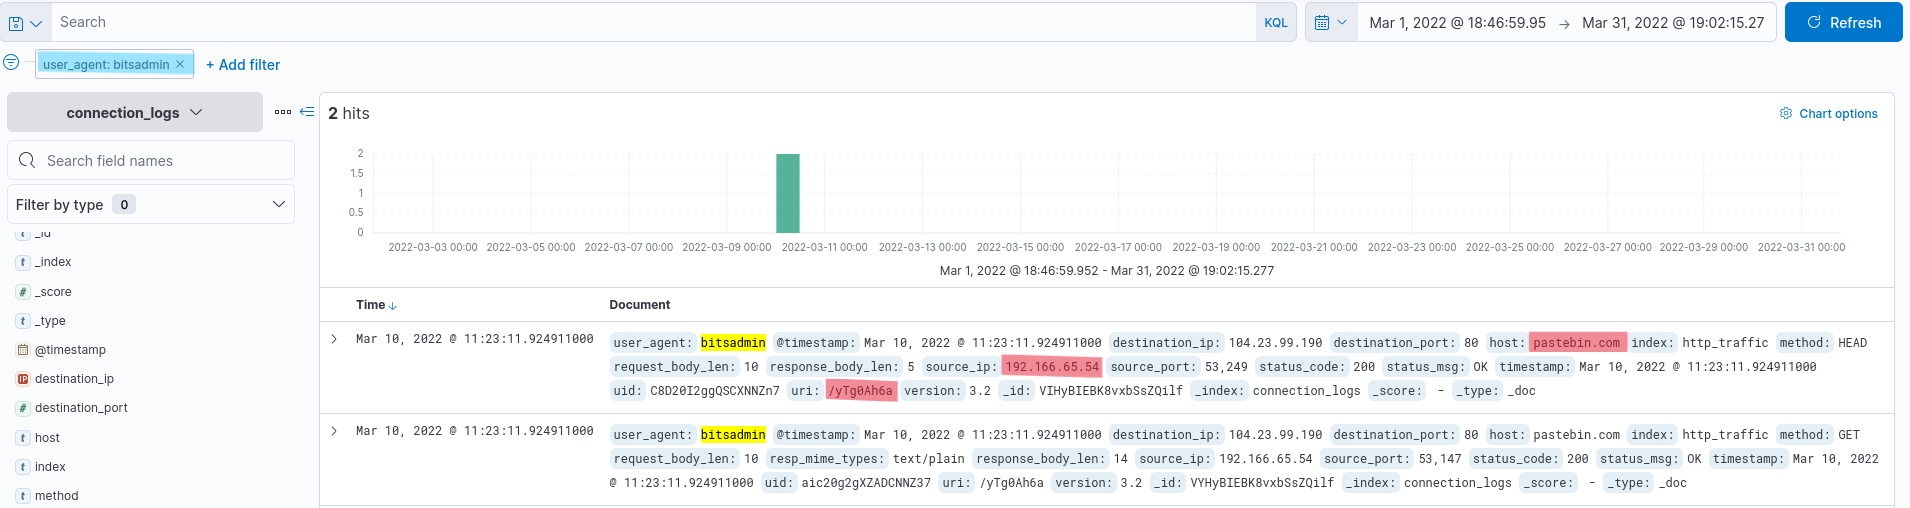 Search KQL Mar 1, 2022 @ 18:46:59.95 → Mar 31, 2022 @ 19:02:15.27 Refresh
user_agent: bitsadmin × + Add filter
connection_logs
Search field names
Filter by type 0
_id
_index
_score
_type
@timestamp
destination_ip
destination_port
host
index
method
2 hits Chart options
2
1.5
1
0.5
0
2022-03-03 00:00 2022-03-05 00:00 2022-03-07 00:00 2022-03-09 00:00 2022-03-11 00:00 2022-03-13 00:00 2022-03-15 00:00 2022-03-17 00:00 2022-03-19 00:00 2022-03-21 00:00 2022-03-23 00:00 2022-03-25 00:00 2022-03-27 00:00 2022-03-29 00:00 2022-03-31 00:00
Mar 1, 2022 @ 18:46:59.952 - Mar 31, 2022 @ 19:02:15.277
Time ↓ Document
Mar 10, 2022 @ 11:23:11.924911000 user_agent: bitsadmin @timestamp: Mar 10, 2022 @ 11:23:11.924911000 destination_ip: 104.23.99.190 destination_port: 80 host: pastebin.com index: http_traffic method: HEAD
request_body_len: 10 response_body_len: 5 source_ip: 192.166.65.54 source_port: 53,249 status_code: 200 status_msg: OK timestamp: Mar 10, 2022 @ 11:23:11.924911000
uid: C8D20I2ggQSCXNNZn7 uri: /yTg0Ah6a version: 3.2 _id: VIHyBIEBK8vxbSsZQilf _index: connection_logs _score: - _type: _doc
Mar 10, 2022 @ 11:23:11.924911000 user_agent: bitsadmin @timestamp: Mar 10, 2022 @ 11:23:11.924911000 destination_ip: 104.23.99.190 destination_port: 80 host: pastebin.com index: http_traffic method: GET
request_body_len: 10 resp_mime_types: text/plain response_body_len: 14 source_ip: 192.166.65.54 source_port: 53,147 status_code: 200 status_msg: OK timestamp: Mar 10, 2022
@ 11:23:11.924911000 uid: aic20g2gXZADCNNZ37 uri: /yTg0Ah6a version: 3.2 _id: VYHyBIEBK8vxbSsZQilf _index: connection_logs _score: - _type: _doc